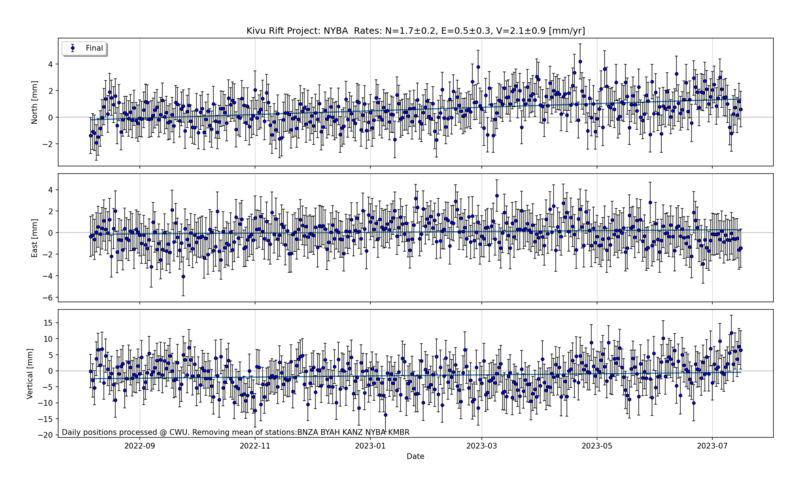 Kivu Rift Project: NYBA  Rates: N=1.7±0.2, E=0.5±0.3, V=2.1±0.9 [mm/yr]
Final
North [mm]
4
2
0
−2
East [mm]
4
2
0
−2
−4
−6
Vertical [mm]
15
10
5
0
−5
−10
−15
−20
Daily positions processed @ CWU. Removing mean of stations:BNZA BYAH KANZ NYBA KMBR
2022-09 2022-11 2023-01 2023-03 2023-05 2023-07
Date